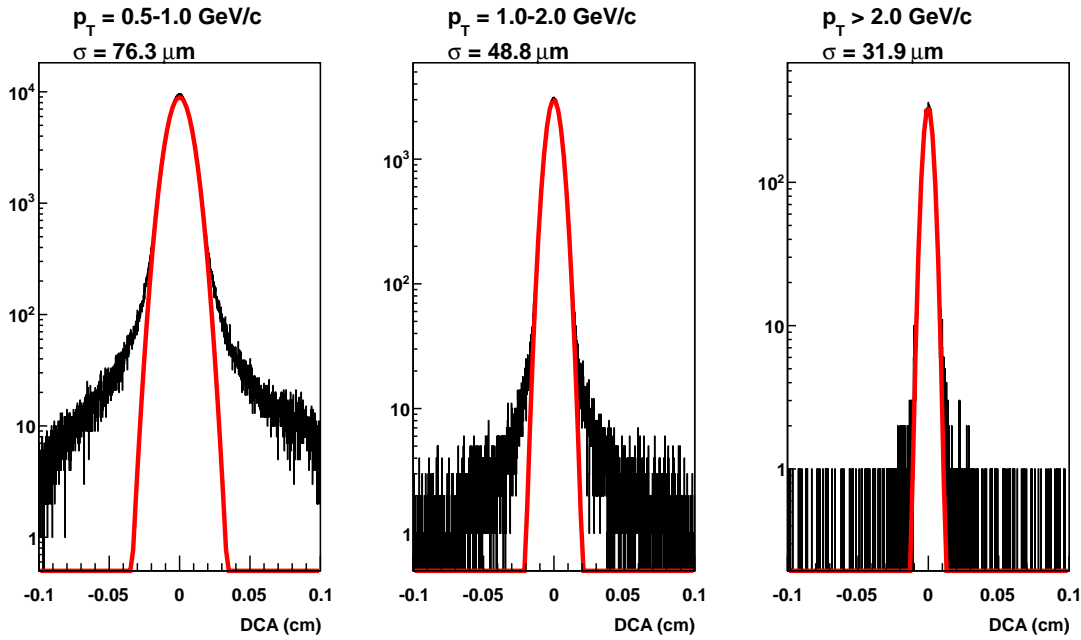 p_T = 0.5-1.0 GeV/c
σ = 76.3 μm
10^4
10^3
10^2
10
1
-0.1 -0.05 0 0.05 0.1
DCA (cm)
p_T = 1.0-2.0 GeV/c
σ = 48.8 μm
10^3
10^2
10
1
-0.1 -0.05 0 0.05 0.1
DCA (cm)
p_T > 2.0 GeV/c
σ = 31.9 μm
10^2
10
1
-0.1 -0.05 0 0.05 0.1
DCA (cm)